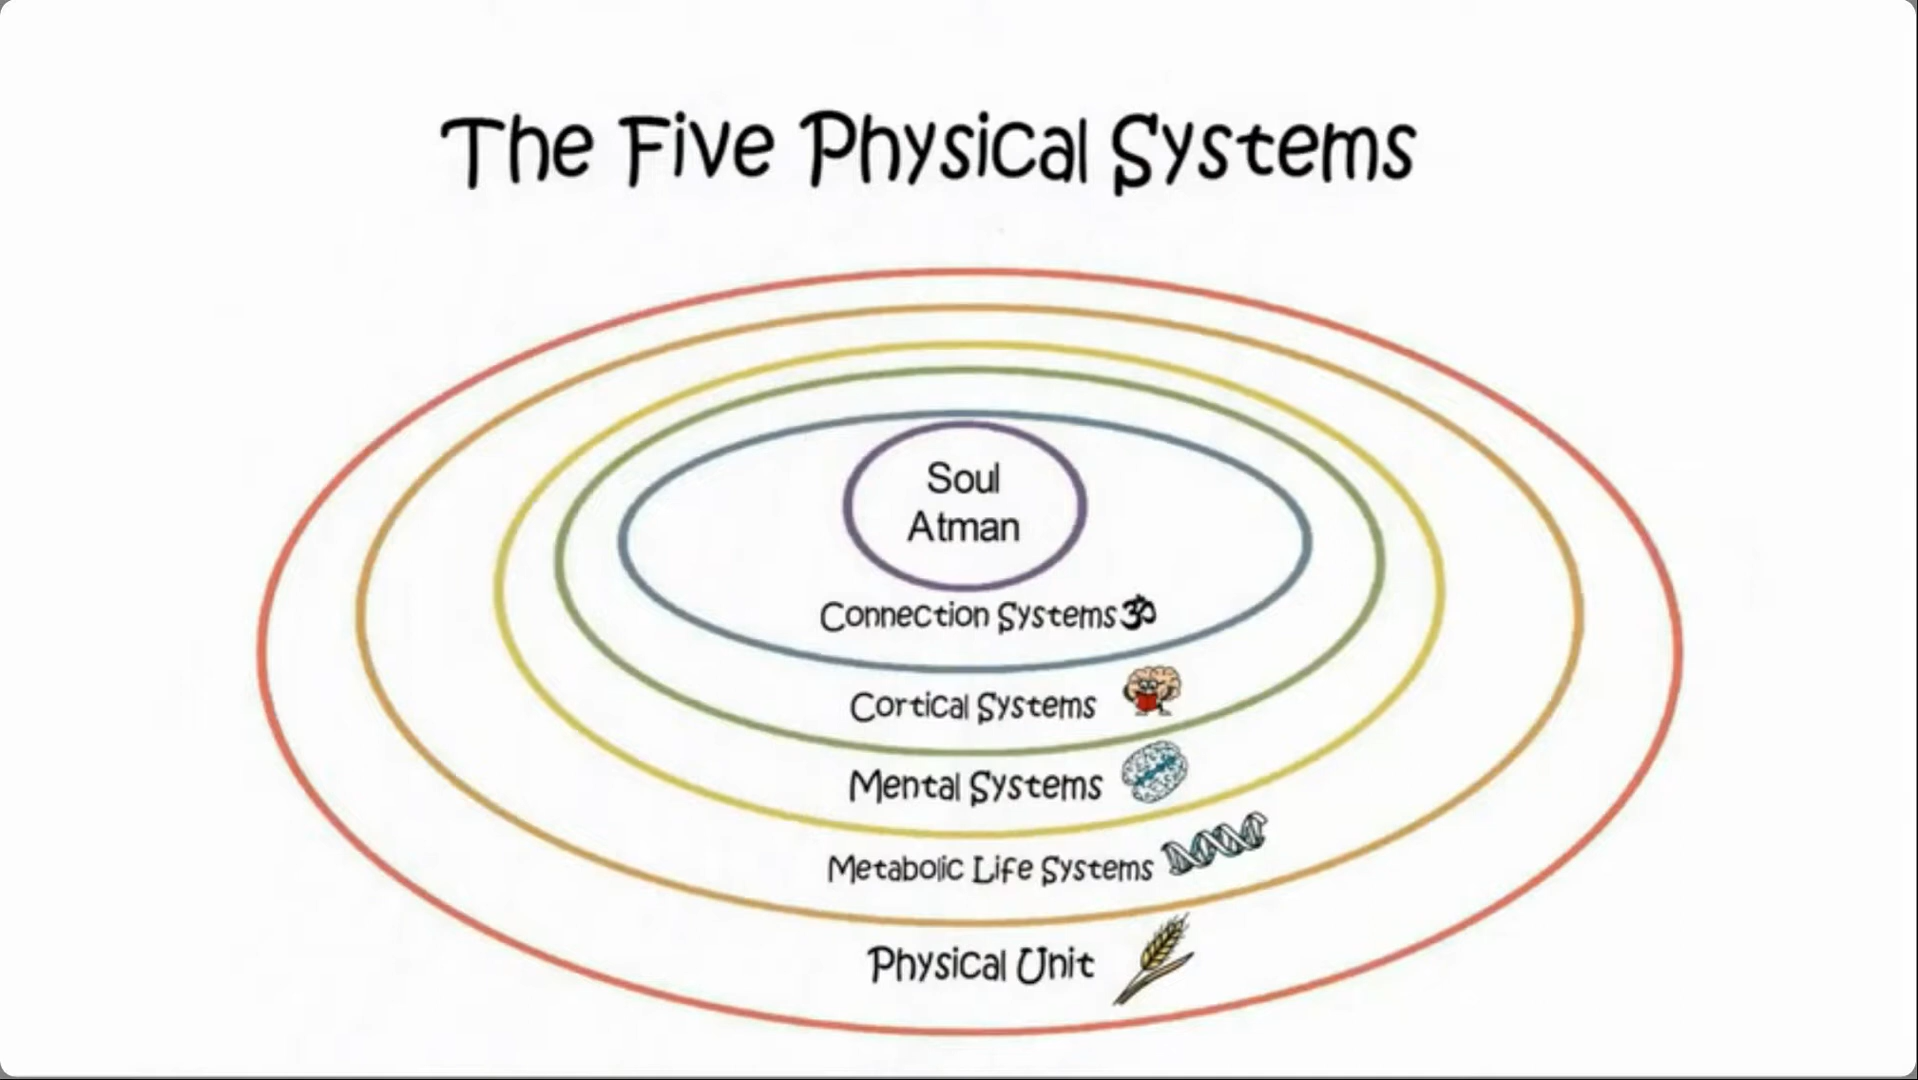 The Five Physical Systems
Soul
Atman
Connection Systems ॐ
Cortical Systems
Mental Systems
Metabolic Life Systems
Physical Unit